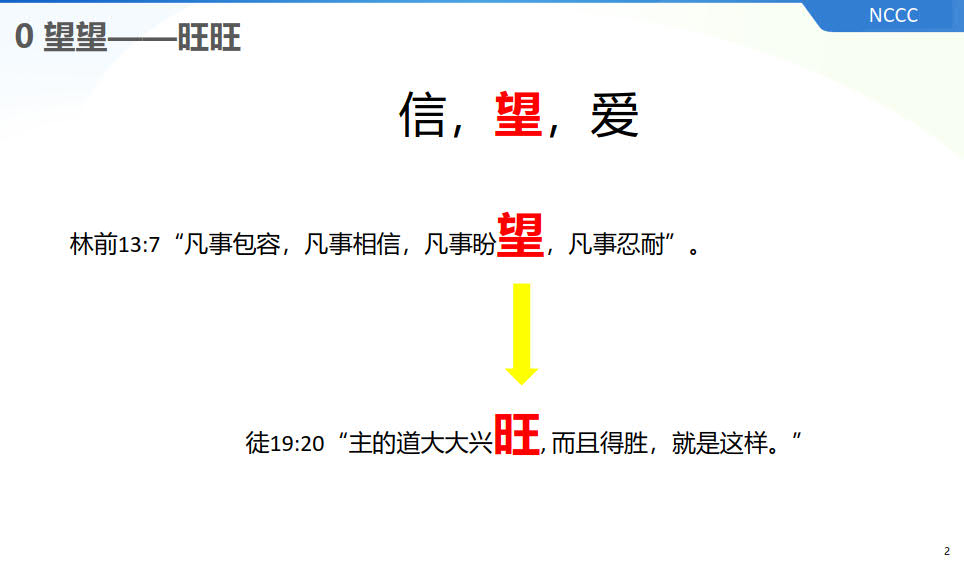 NCCC
0 望望——旺旺
信，望，爱
林前13:7“凡事包容，凡事相信，凡事盼望，凡事忍耐”。
徒19:20“主的道大大兴旺, 而且得胜，就是这样。”
2